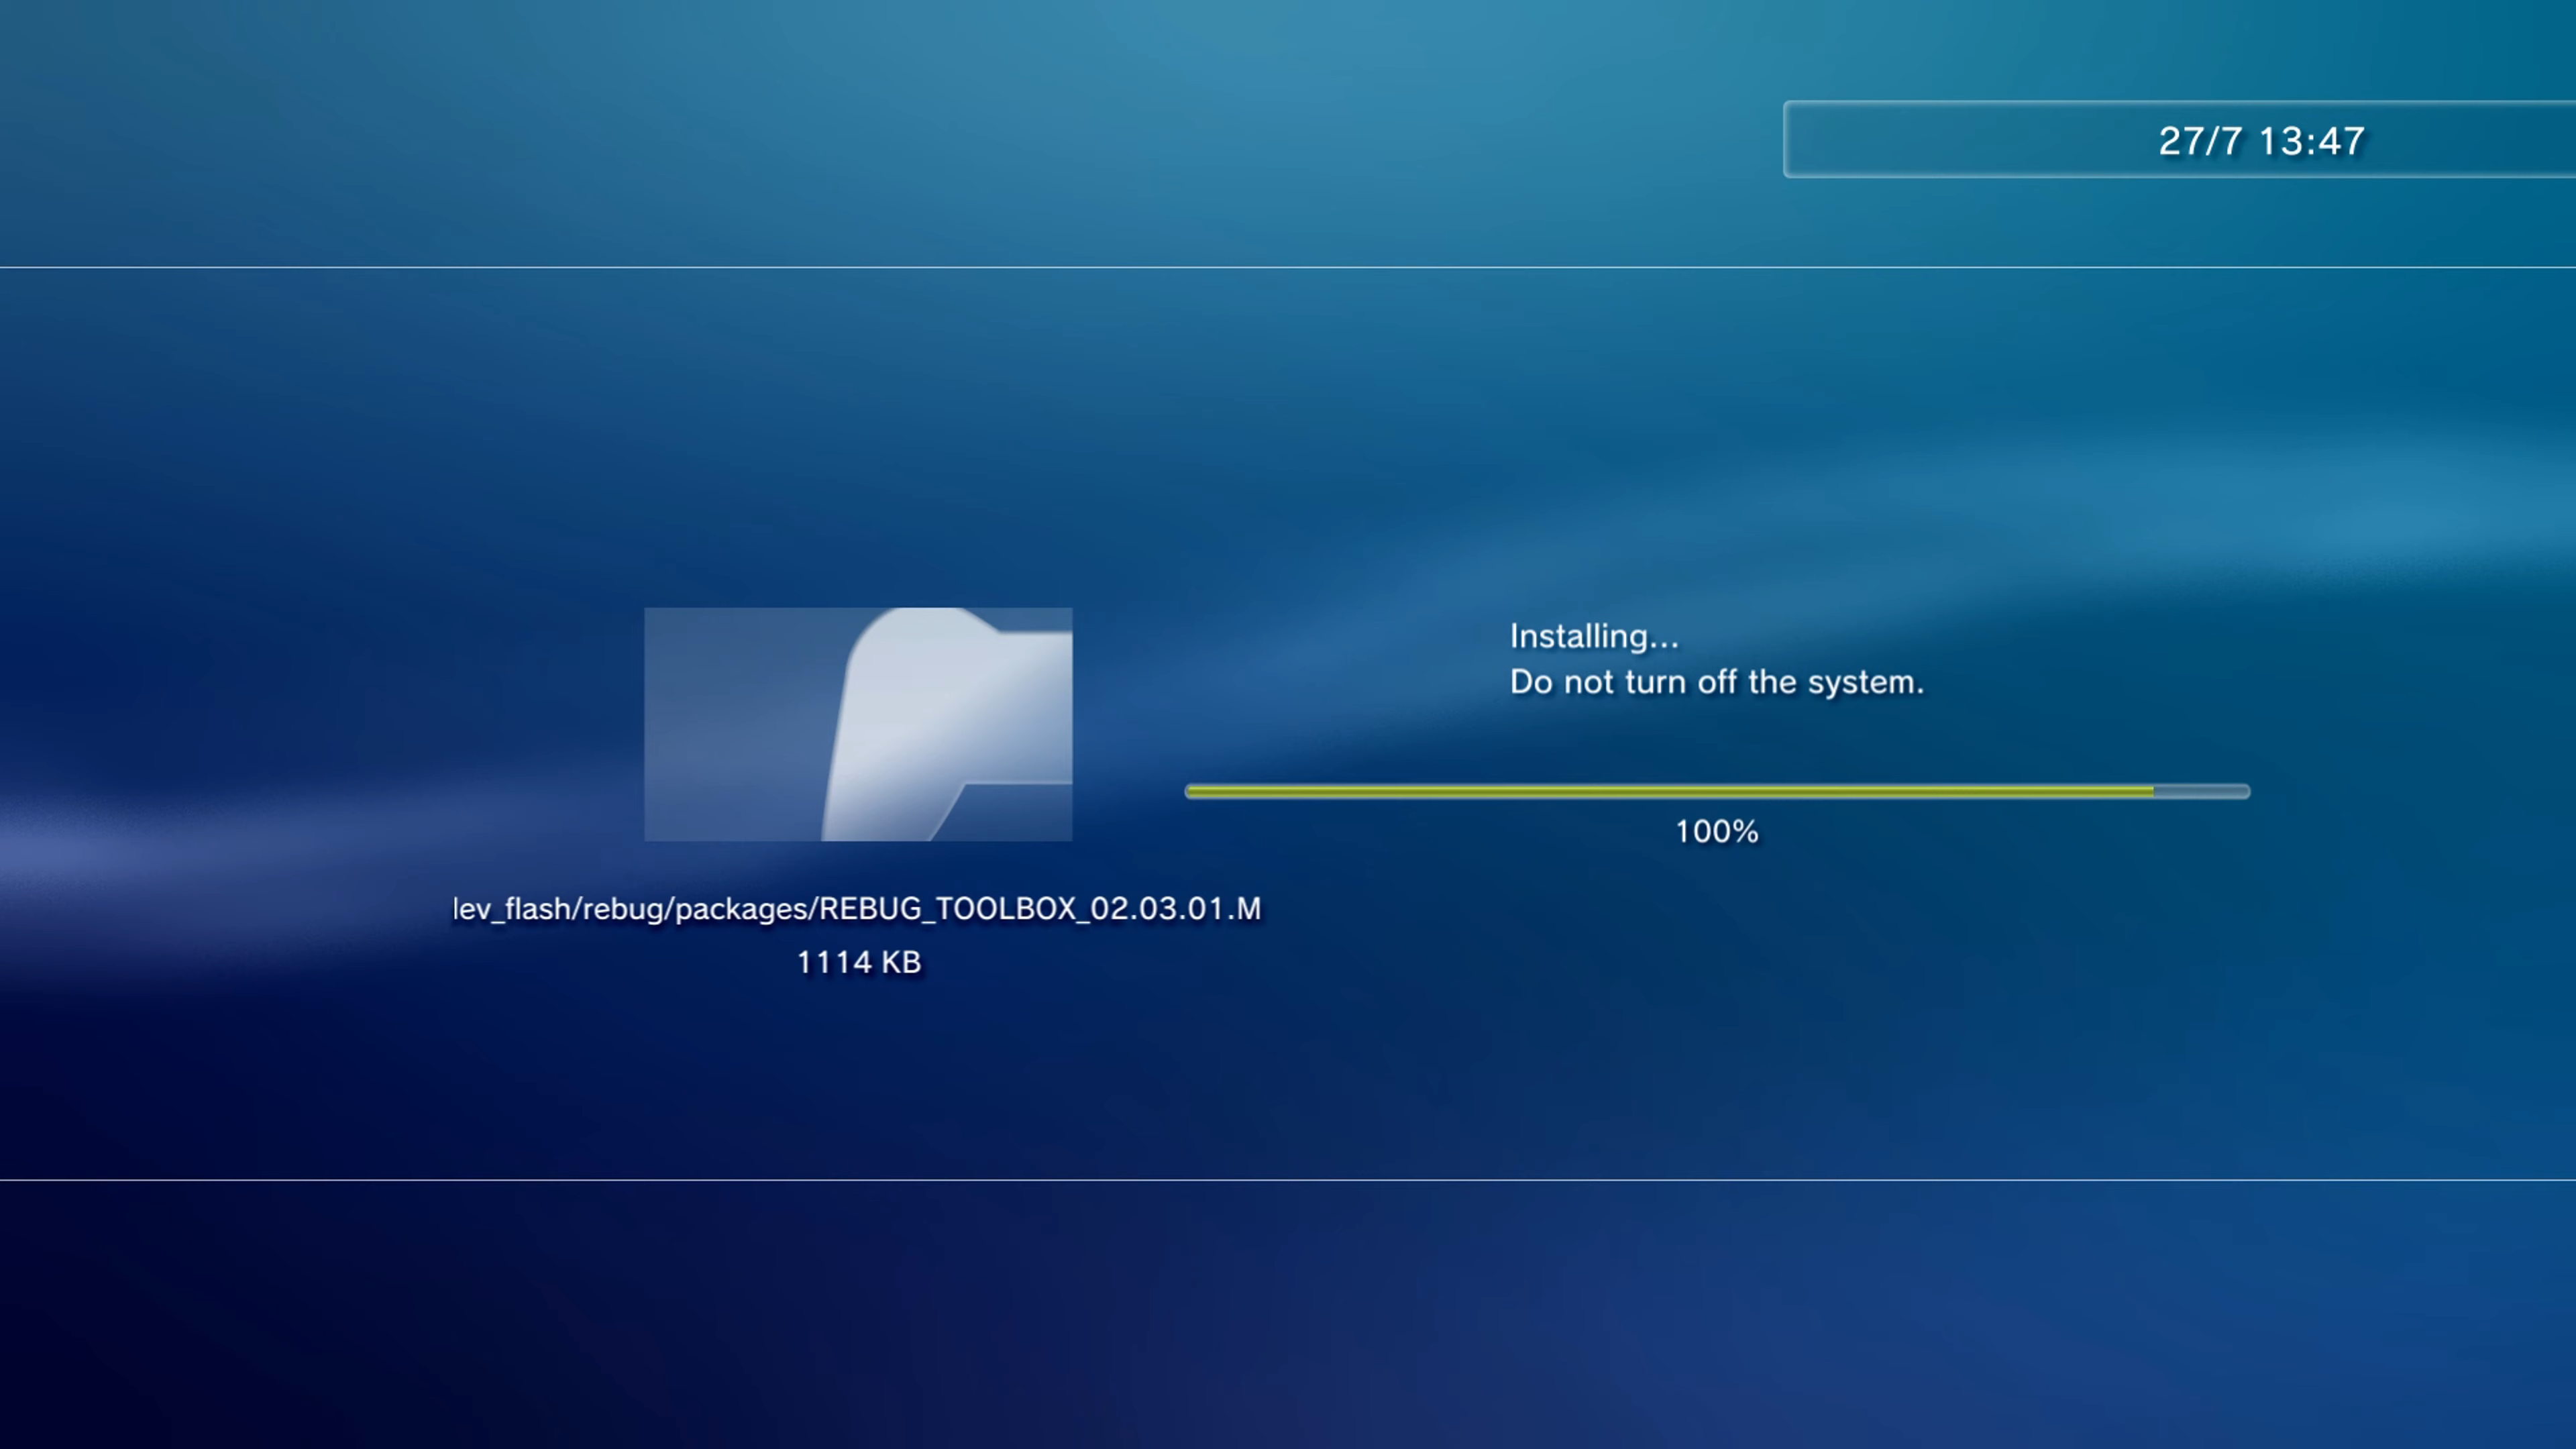 27/7 13:47
Installing...
Do not turn off the system.
100%
lev_flash/rebug/packages/REBUG_TOOLBOX_02.03.01.M
1114 KB